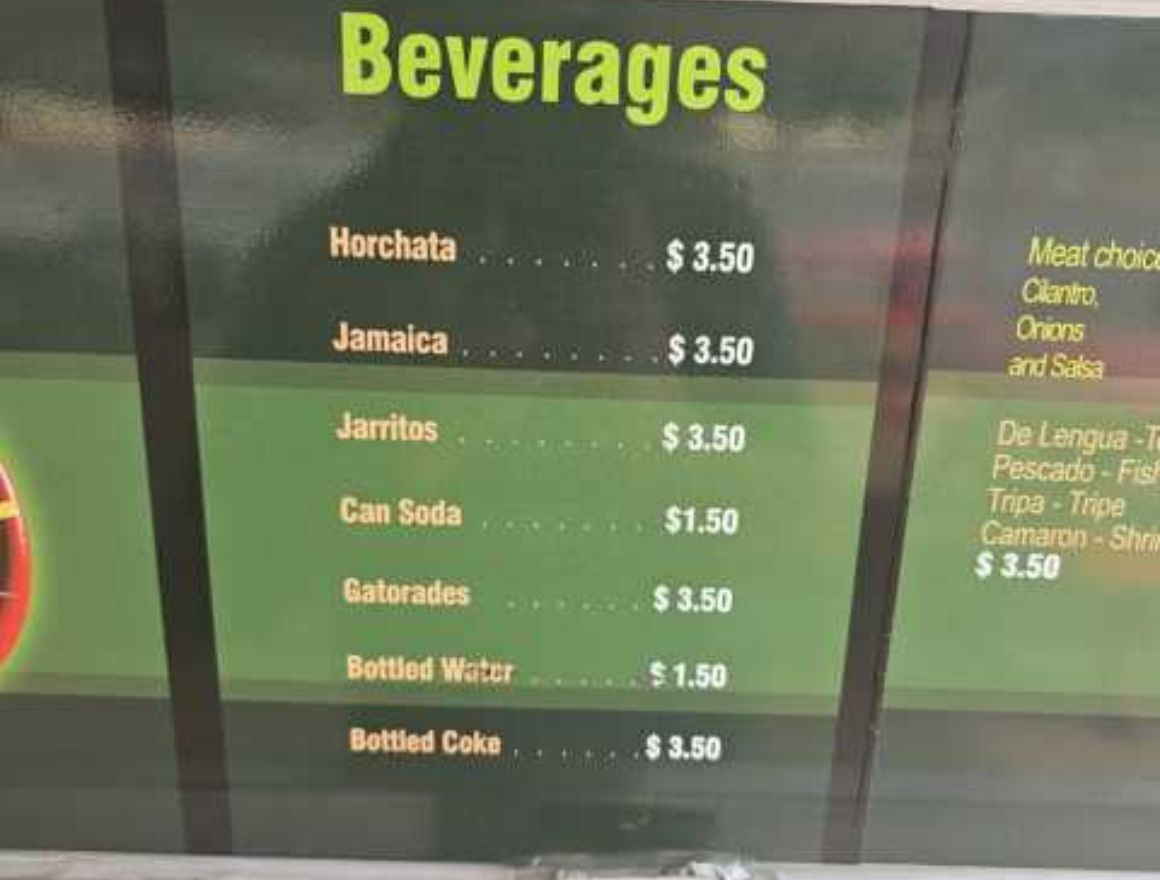 Beverages
Horchata . . . . . . . $ 3.50
Jamaica . . . . . . . . $ 3.50
Jarritos . . . . . . . . $ 3.50
Can Soda . . . . . . . $1.50
Gatorades . . . . . . $ 3.50
Bottled Water . . . . . . $ 1.50
Bottled Coke . . . . . . $ 3.50
Meat choice
Cilantro,
Onions
and Salsa
De Lengua -
Pescado - Fish
Tripa - Tripe
Camaron -
$ 3.50